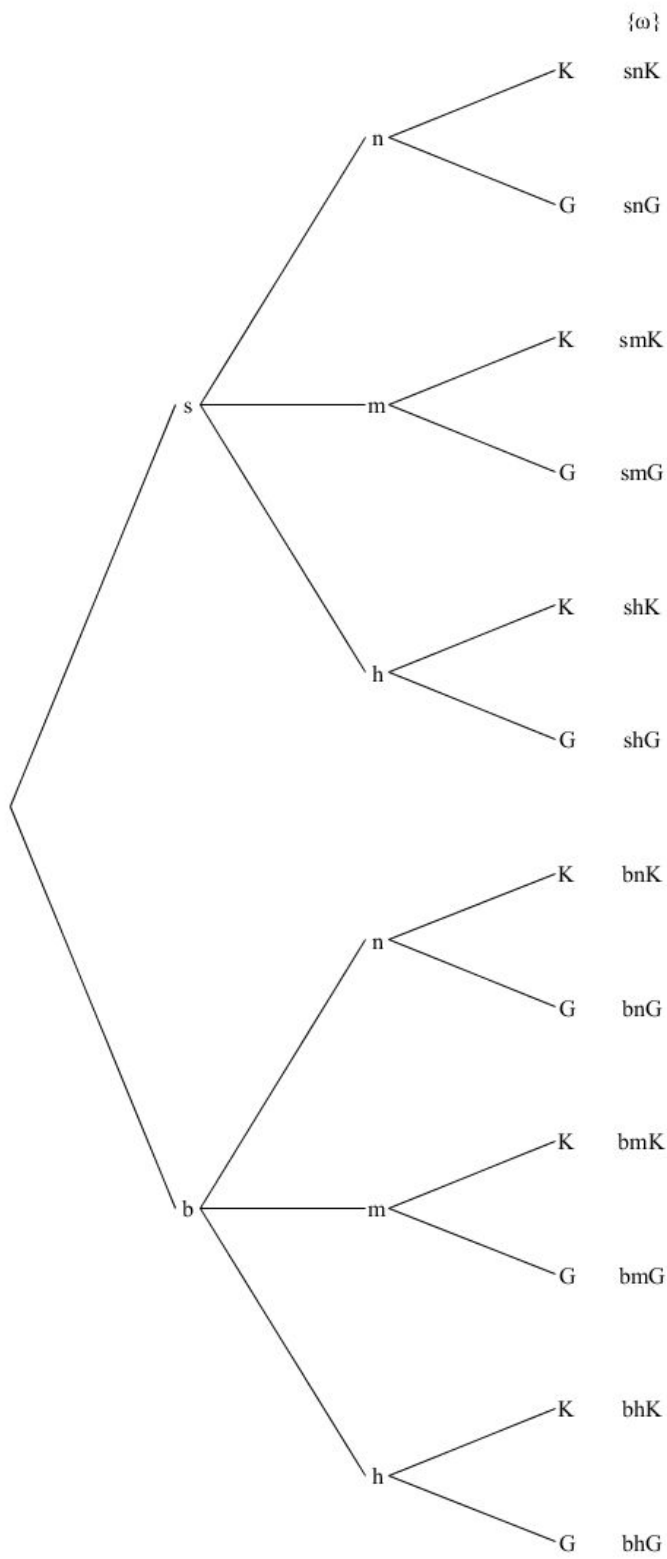 {ω}
K snK
n
G snG
K smK
s m
G smG
K shK
h
G shG
K bnK
n
G bnG
K bmK
b m
G bmG
K bhK
h
G bhG